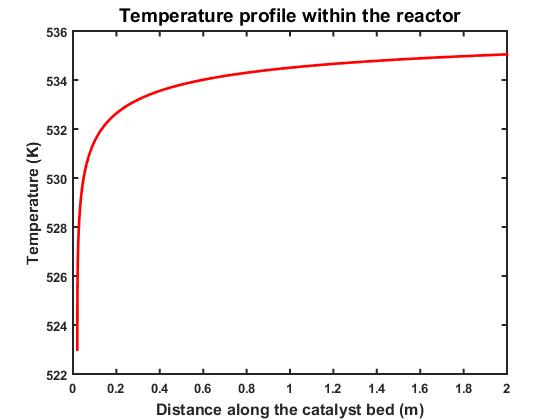 Temperature profile within the reactor
536
534
532
530
528
526
524
522
Temperature (K)
0 0.2 0.4 0.6 0.8 1 1.2 1.4 1.6 1.8 2
Distance along the catalyst bed (m)